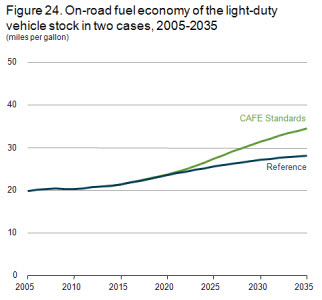 Figure 24. On-road fuel economy of the light-duty
vehicle stock in two cases, 2005-2035
(miles per gallon)
50
CAFE Standards
40
30
Reference
20
10
0
2005 2010 2015 2020 2025 2030 2035